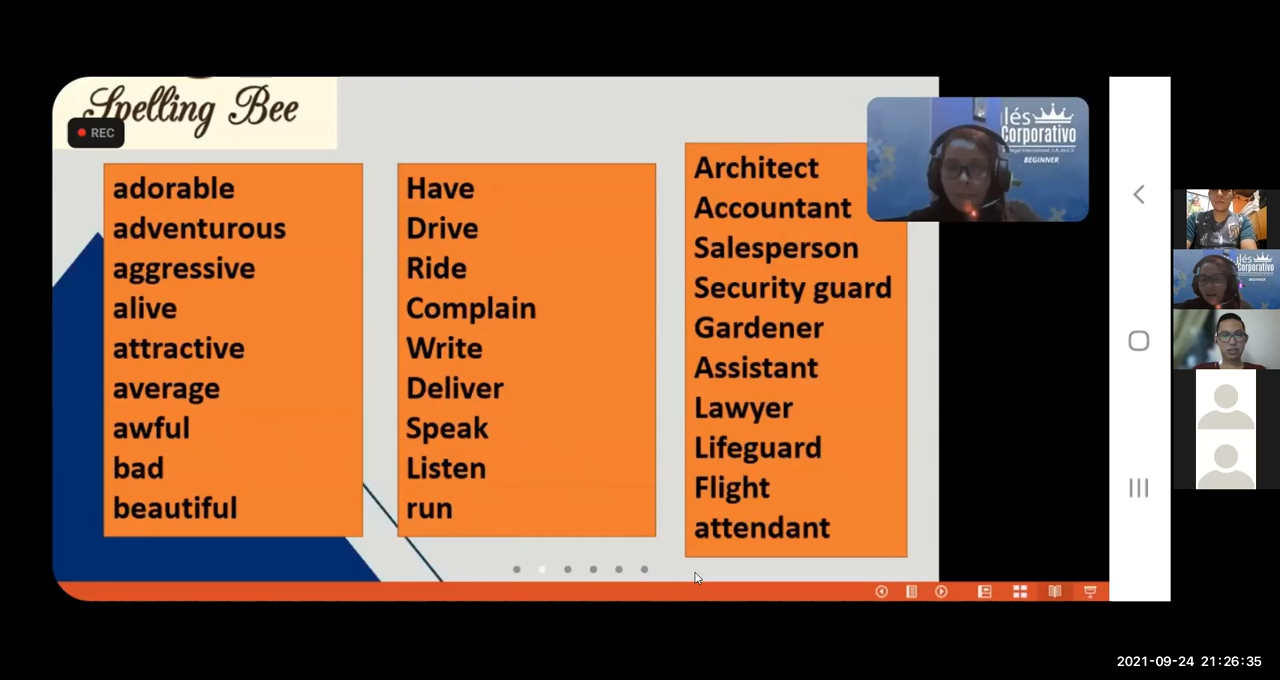 Spelling Bee
REC
adorable
adventurous
aggressive
alive
attractive
average
awful
bad
beautiful
Have
Drive
Ride
Complain
Write
Deliver
Speak
Listen
run
Architect
Accountant
Salesperson
Security guard
Gardener
Assistant
Lawyer
Lifeguard
Flight
attendant
lés
Corporativo
BEGINNER
lés
Corporativo
2021-09-24 21:26:35